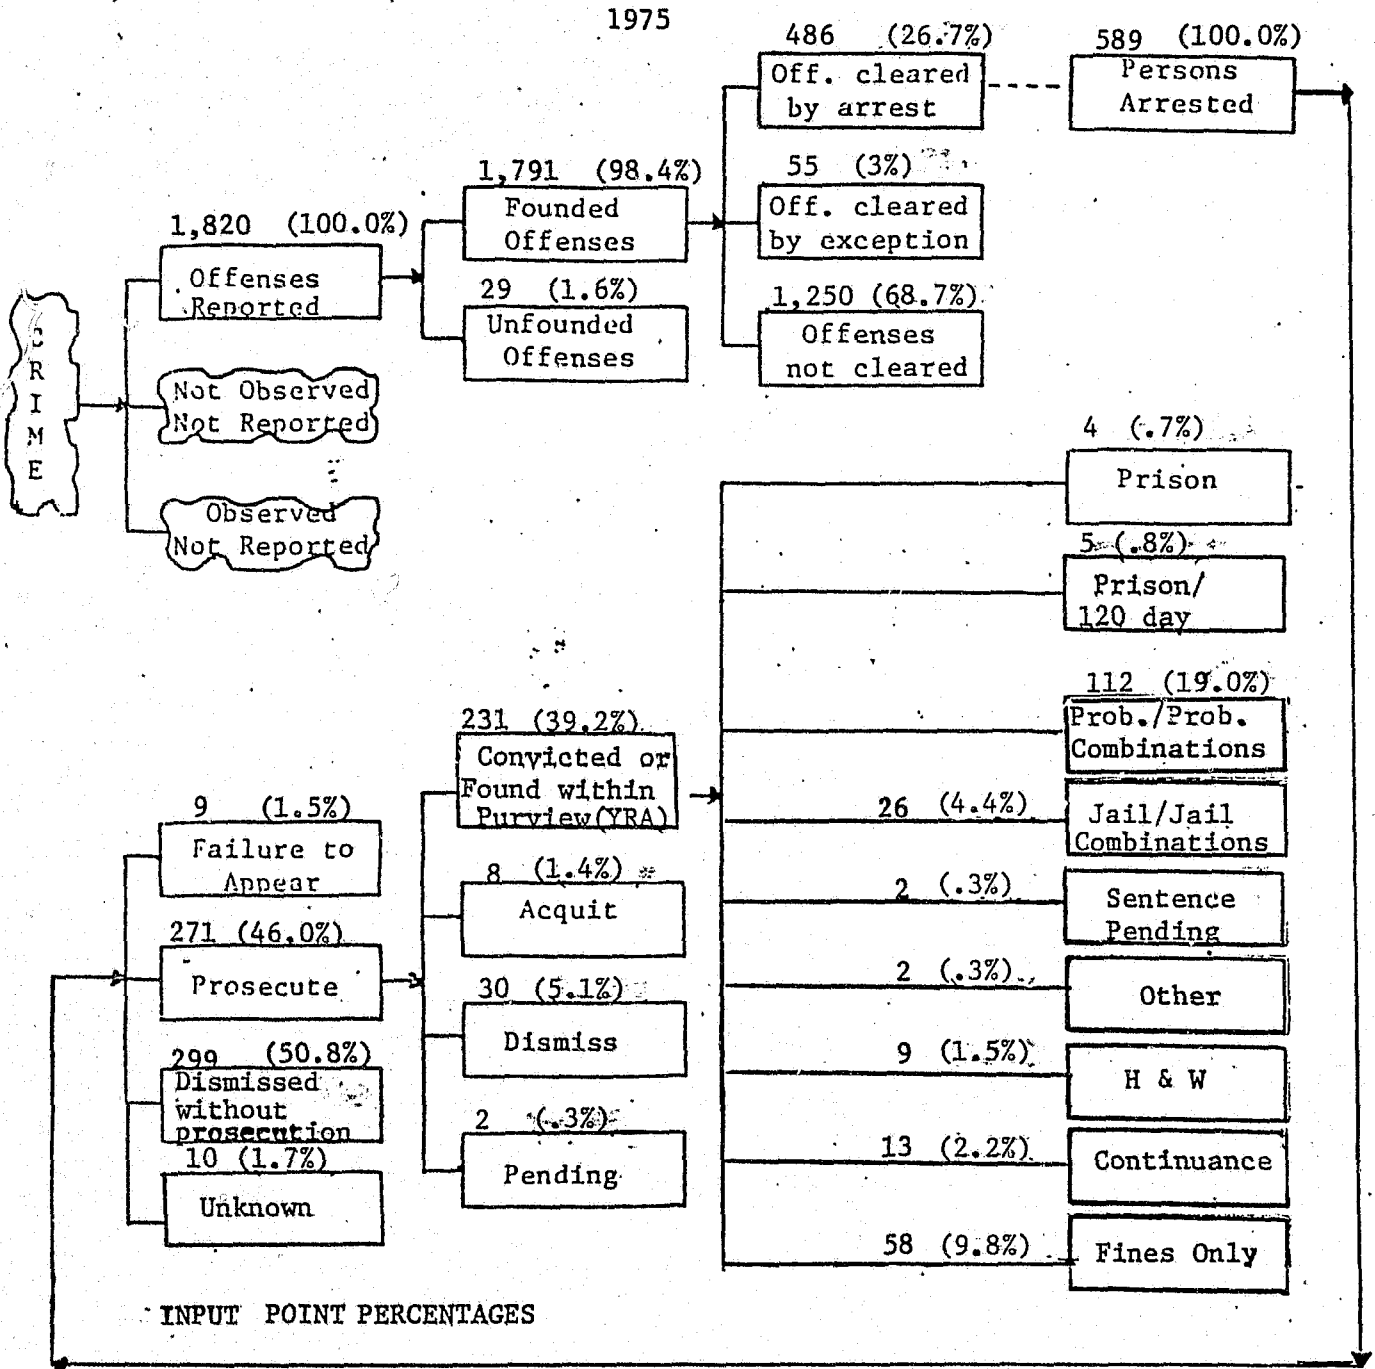 1975
486 (26.7%)
Off. cleared
by arrest
589 (100.0%)
Persons
Arrested
1,791 (98.4%)
Founded
Offenses
55 (3%)
Off. cleared
by exception
1,820 (100.0%)
Offenses
Reported
29 (1.6%)
Unfounded
Offenses
1,250 (68.7%)
Offenses
not cleared
C
R
I
M
E
Not Observed
Not Reported
Observed
Not Reported
4 (.7%)
Prison
5 (.8%)
Prison/
120 day
112 (19.0%)
Prob./Prob.
Combinations
231 (39.2%)
Convicted or
Found within
Purview(YRA)
9 (1.5%)
Failure to
Appear
26 (4.4%)
Jail/Jail
Combinations
8 (1.4%)
Acquit
2 (.3%)
Sentence
Pending
271 (46.0%)
Prosecute
30 (5.1%)
Dismiss
2 (.3%)
Other
299 (50.8%)
Dismissed
without
prosecution
9 (1.5%)
H & W
2 (.3%)
Pending
10 (1.7%)
Unknown
13 (2.2%)
Continuance
58 (9.8%)
Fines Only
INPUT POINT PERCENTAGES